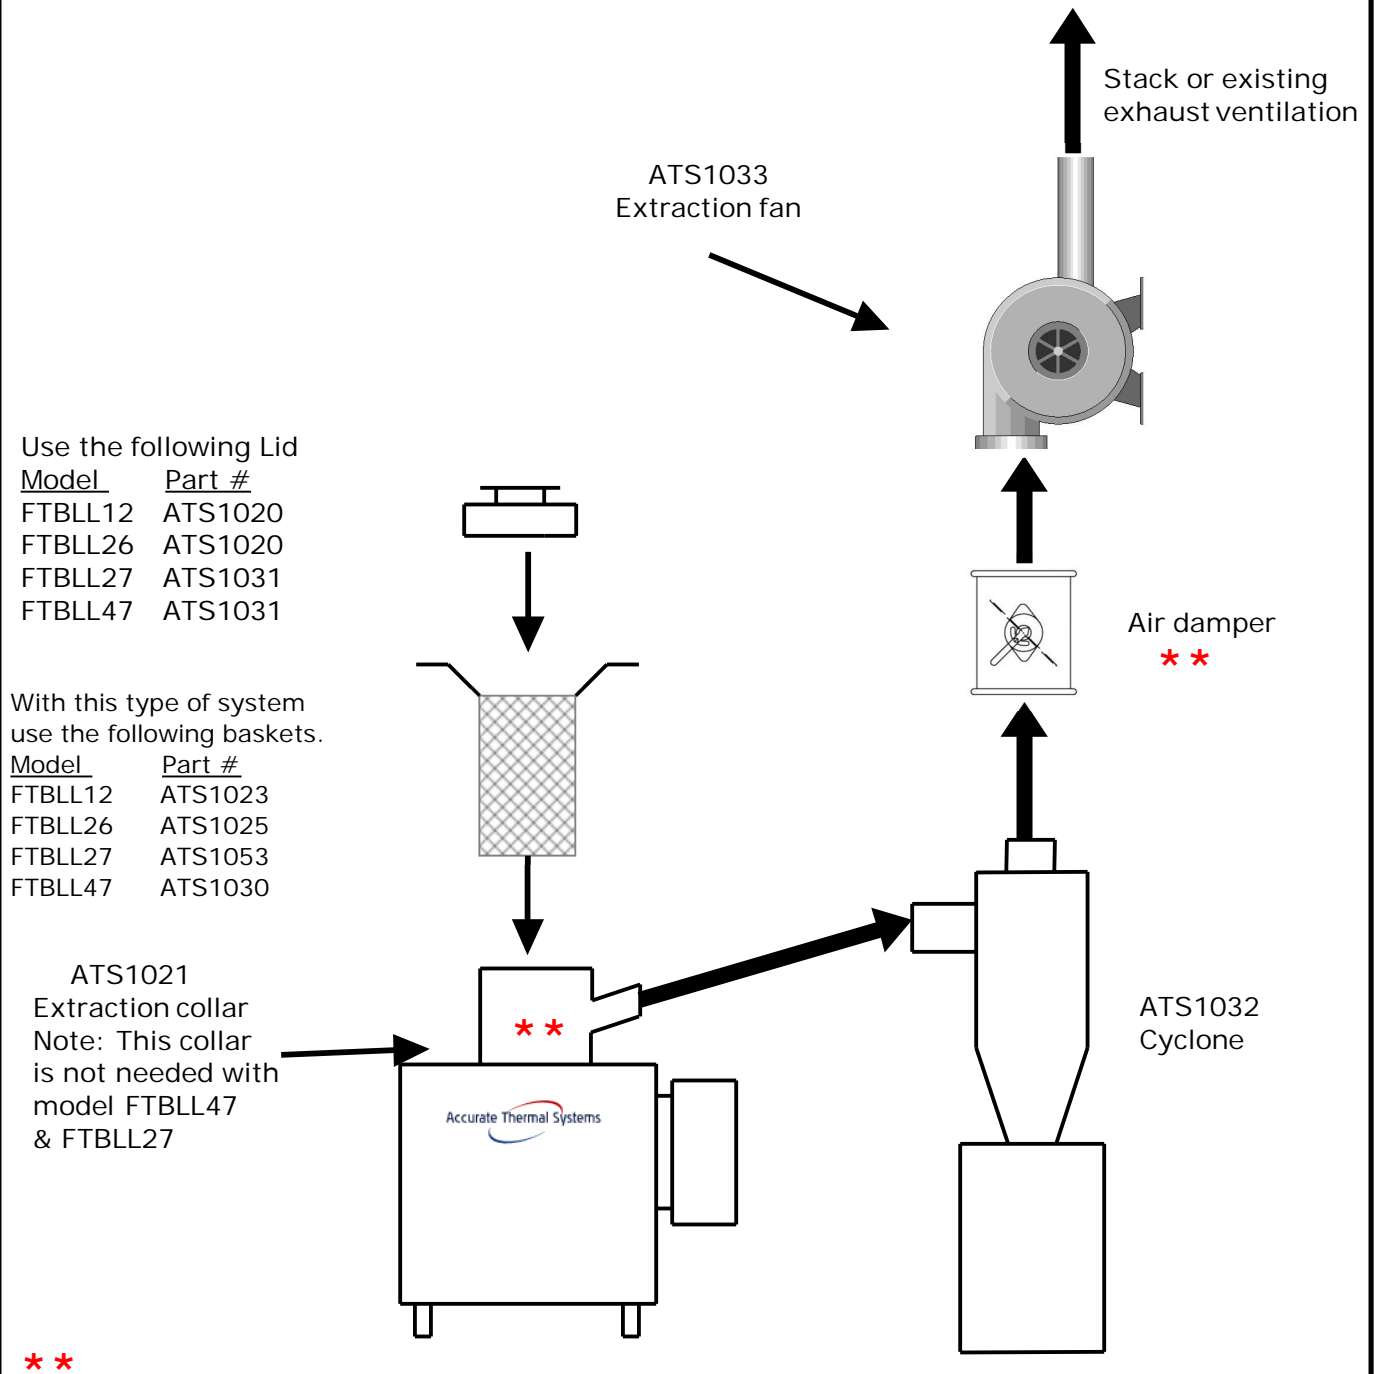 Stack or existing
exhaust ventilation
ATS1033
Extraction fan
Use the following Lid
Model Part #
FTBLL12 ATS1020
FTBLL26 ATS1020
FTBLL27 ATS1031
FTBLL47 ATS1031
Air damper
**
With this type of system
use the following baskets.
Model Part #
FTBLL12 ATS1023
FTBLL26 ATS1025
FTBLL27 ATS1053
FTBLL47 ATS1030
ATS1021
Extraction collar
Note: This collar
is not needed with
model FTBLL47
& FTBLL27
**
ATS1032
Cyclone
Accurate Thermal Systems
**